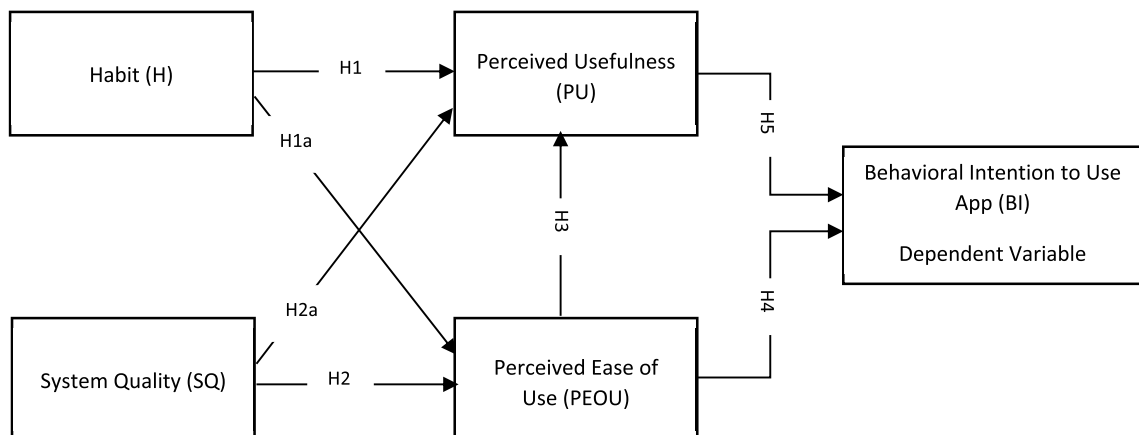 Habit (H)
H1
Perceived Usefulness
(PU)
H1a
H5
Behavioral Intention to Use
App (BI)
Dependent Variable
H3
H2a
H4
System Quality (SQ)
H2
Perceived Ease of
Use (PEOU)